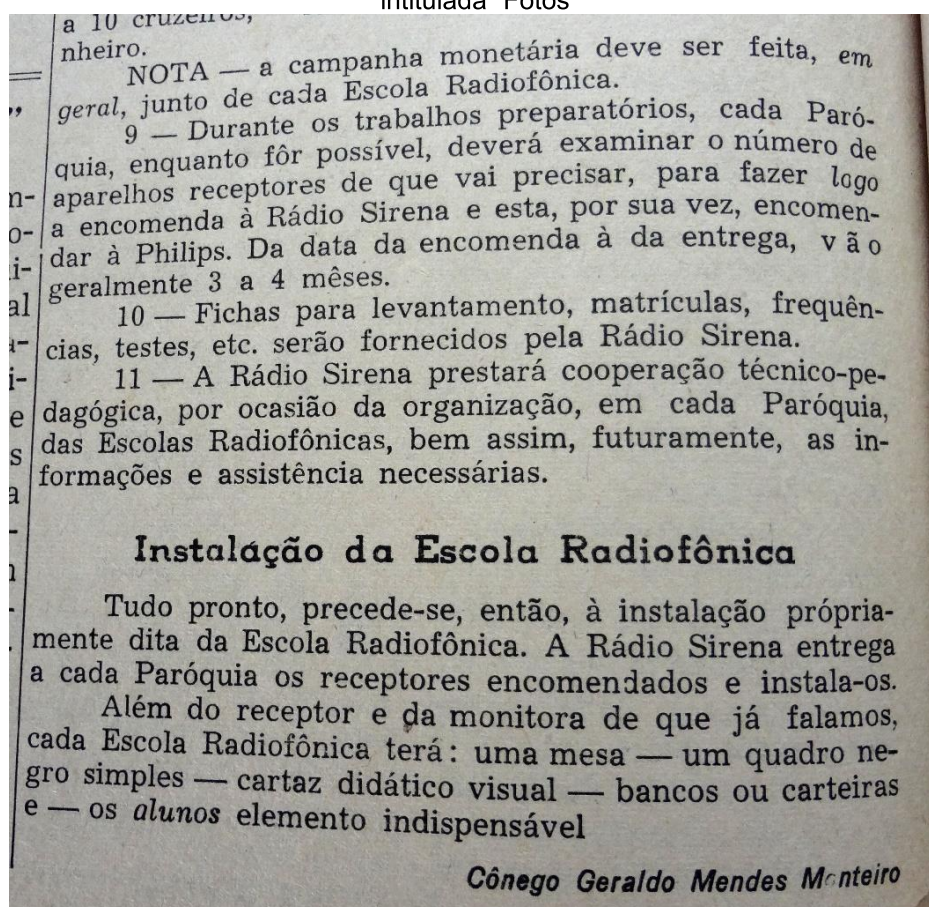 intitulada "Fotos"
a 10 cruzeiros,
nheiro.
NOTA — a campanha monetária deve ser feita, em
geral, junto de cada Escola Radiofônica.
9 — Durante os trabalhos preparatórios, cada Paró-
quia, enquanto fôr possível, deverá examinar o número de
aparelhos receptores de que vai precisar, para fazer logo
a encomenda à Rádio Sirena e esta, por sua vez, encomen-
dar à Philips. Da data da encomenda à da entrega, vão
geralmente 3 a 4 mêses.
10 — Fichas para levantamento, matrículas, frequên-
cias, testes, etc. serão fornecidos pela Rádio Sirena.
11 — A Rádio Sirena prestará cooperação técnico-pe-
dagógica, por ocasião da organização, em cada Paróquia,
das Escolas Radiofônicas, bem assim, futuramente, as in-
formações e assistência necessárias.
Instalação da Escola Radiofônica
Tudo pronto, precede-se, então, à instalação própria-
mente dita da Escola Radiofônica. A Rádio Sirena entrega
a cada Paróquia os receptores encomendados e instala-os.
Além do receptor e da monitora de que já falamos,
cada Escola Radiofônica terá: uma mesa — um quadro ne-
gro simples — cartaz didático visual — bancos ou carteiras
e — os alunos elemento indispensável
Cônego Geraldo Mendes Monteiro